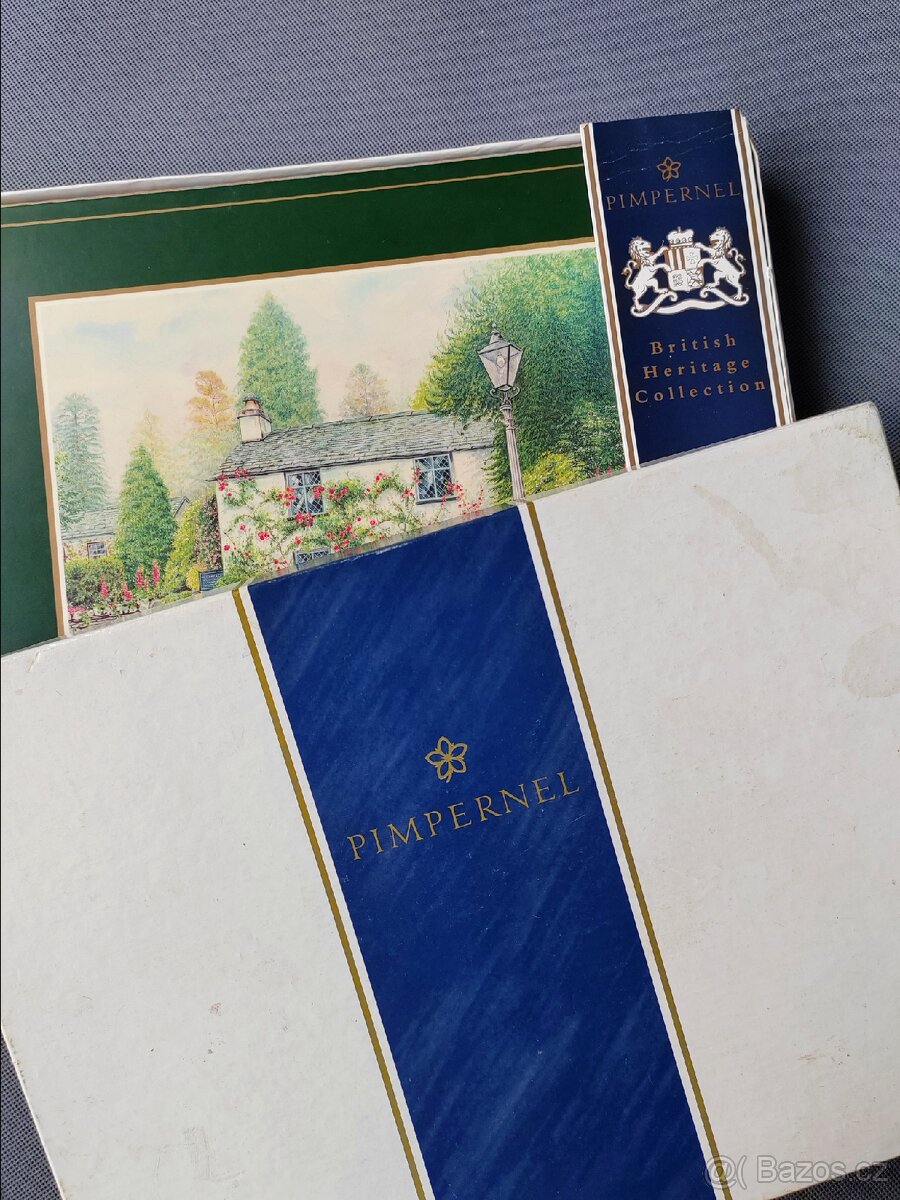 PIMPERNEL
British
Heritage
Collection
PIMPERNEL
@( Bazos.cz